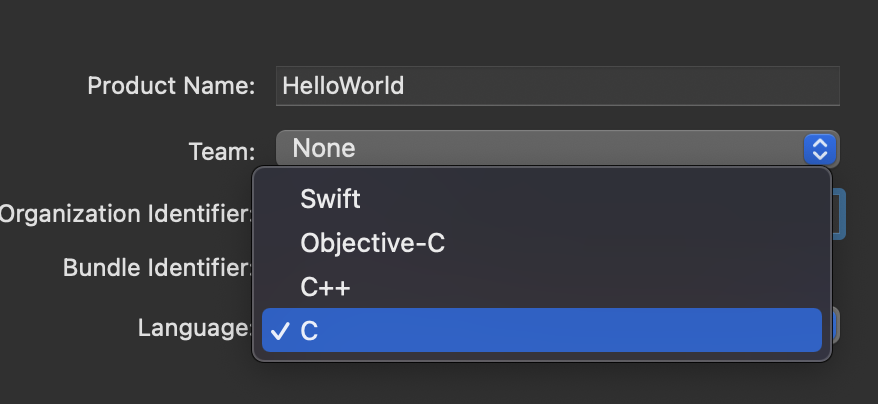 Product Name: HelloWorld
Team: None
Organization Identifier:
Bundle Identifier:
Language:
Swift
Objective-C
C++
✓ C